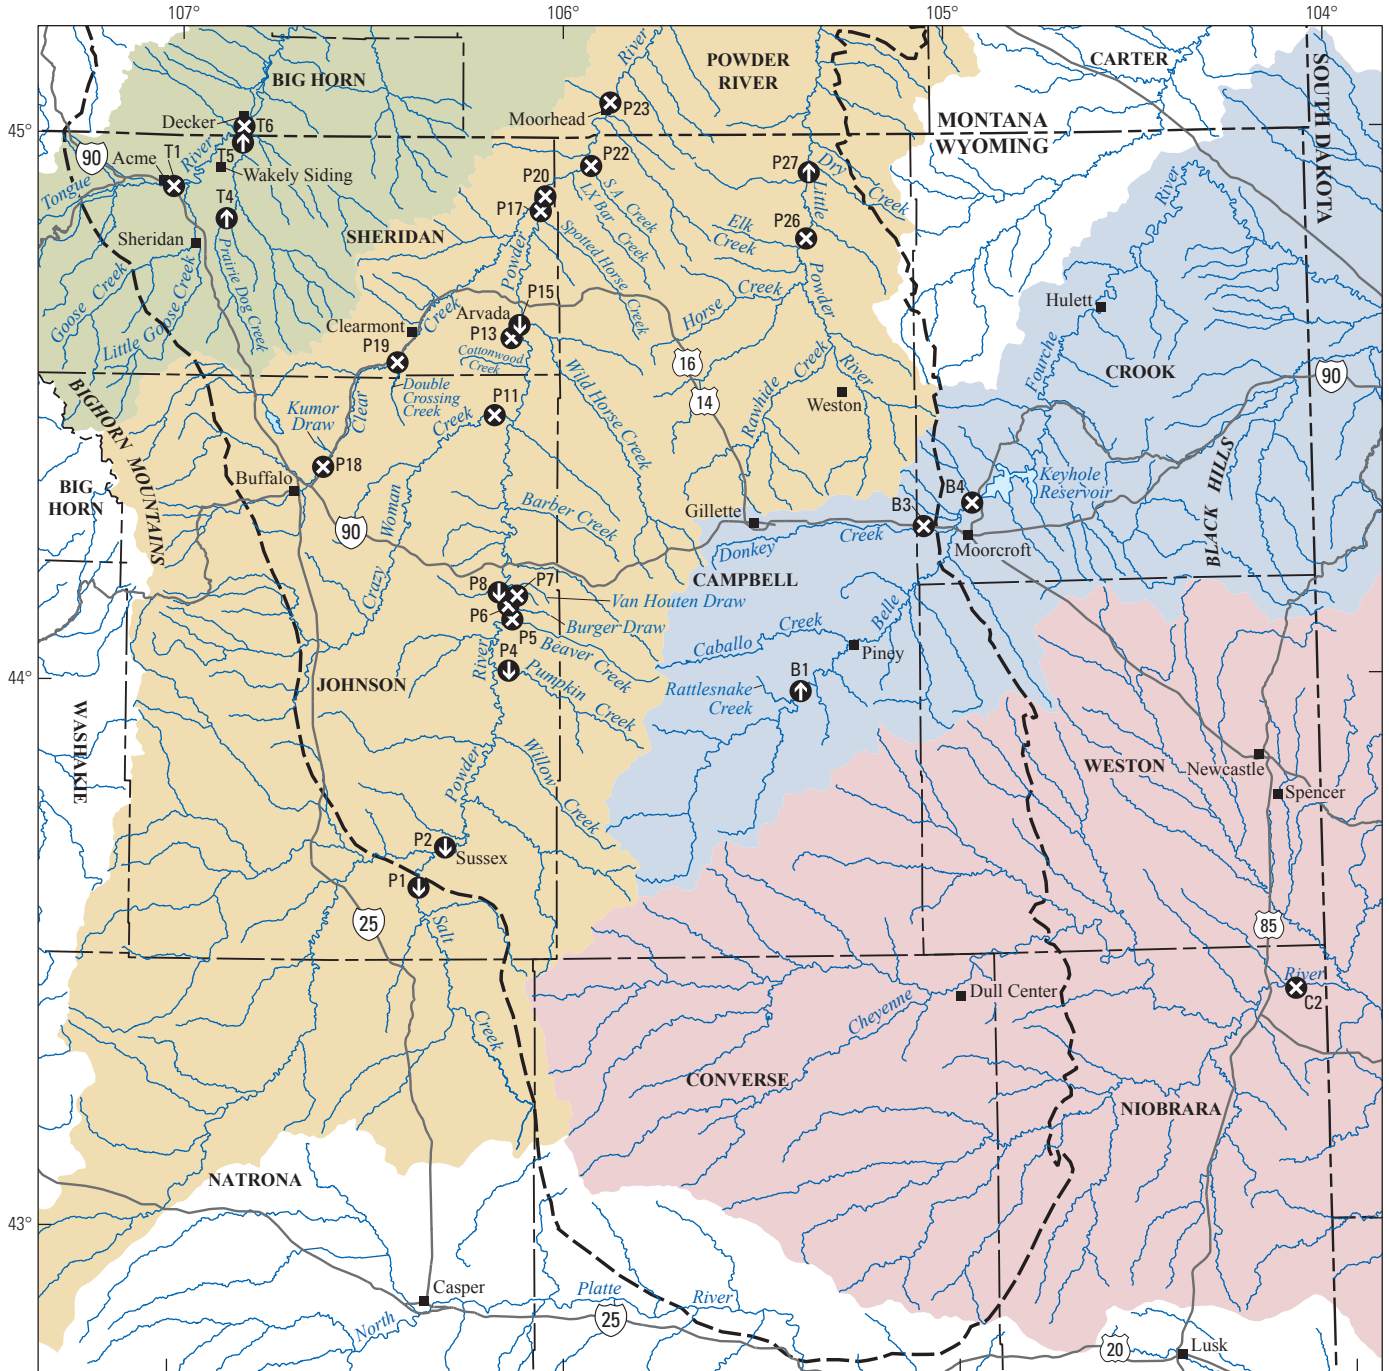 107°
106°
105°
104°
45°
44°
43°
BIG HORN
POWDER
RIVER
CARTER
SOUTH DAKOTA
MONTANA
WYOMING
River
Decker
T6
Moorhead
P23
90
Acme
T1
River
T5
Wakely Siding
Tongue
T4
P22
P20
P17
S A Creek
LX Bar Creek
P27
Dry Creek
Little
River
Sheridan
SHERIDAN
Elk
Creek
P26
Goose Creek
Little Goose Creek
Prairie Dog Creek
Powder
Spotted Horse Creek
Powder
Hulett
P15
Arvada
P13
Creek
Clearmont
P19
Cottonwood
Creek
Horse Creek
16
14
Fourche
CROOK
90
BIGHORN MOUNTAINS
Kumor
Draw
Clear
Double
Crossing
Creek
P11
Creek
Wild Horse Creek
Rawhide Creek
River
Weston
P18
Buffalo
BIG
HORN
90
Crazy Woman
Barber Creek
Gillette
Donkey
Creek
B3
B4
Keyhole
Reservoir
Moorcroft
BLACK HILLS
CAMPBELL
P8
P7
Van Houten Draw
P6
Burger Draw
P5
Beaver Creek
P4
River
Pumpkin Creek
Caballo Creek
Belle
Piney
Rattlesnake
Creek
B1
JOHNSON
WASHAKIE
Powder
Willow Creek
WESTON
Newcastle
Spencer
P2
Sussex
P1
25
Salt
Creek
85
River
C2
Dull Center
Cheyenne
CONVERSE
NIOBRARA
NATRONA
Casper
North
Platte
River
25
20
Lusk